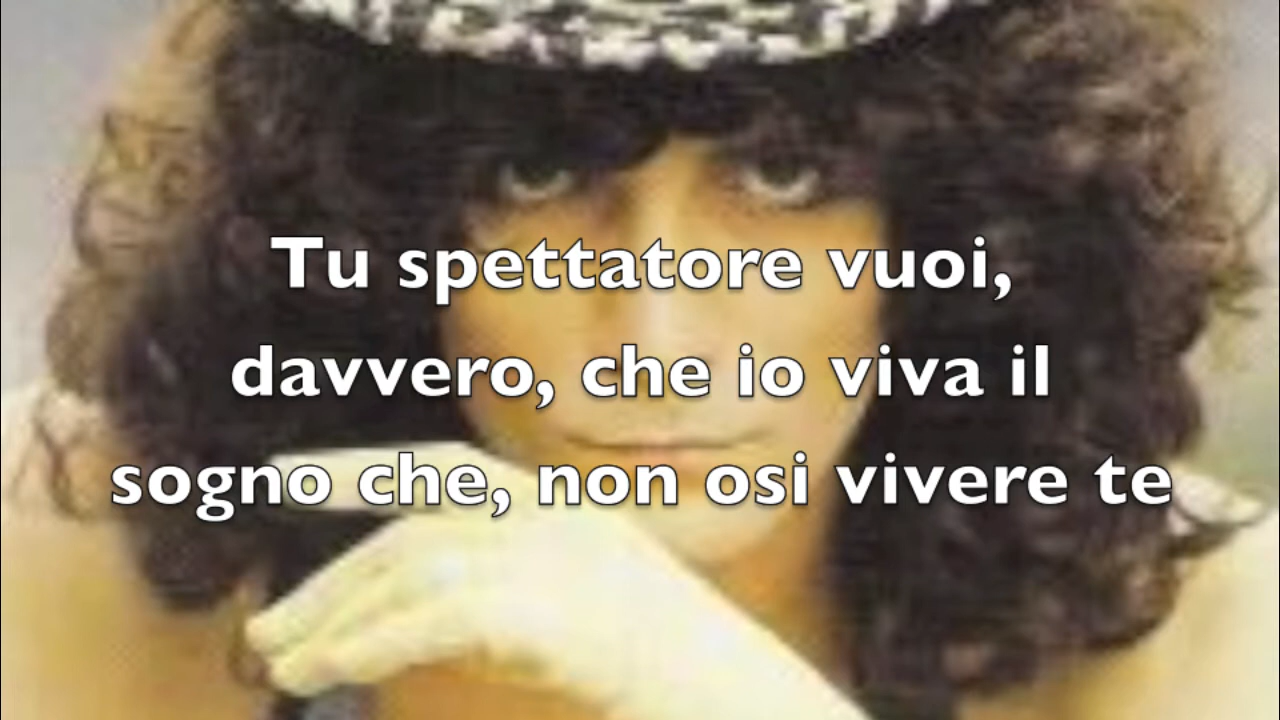 Tu spettatore vuoi,
davvero, che io viva il
sogno che, non osi vivere te